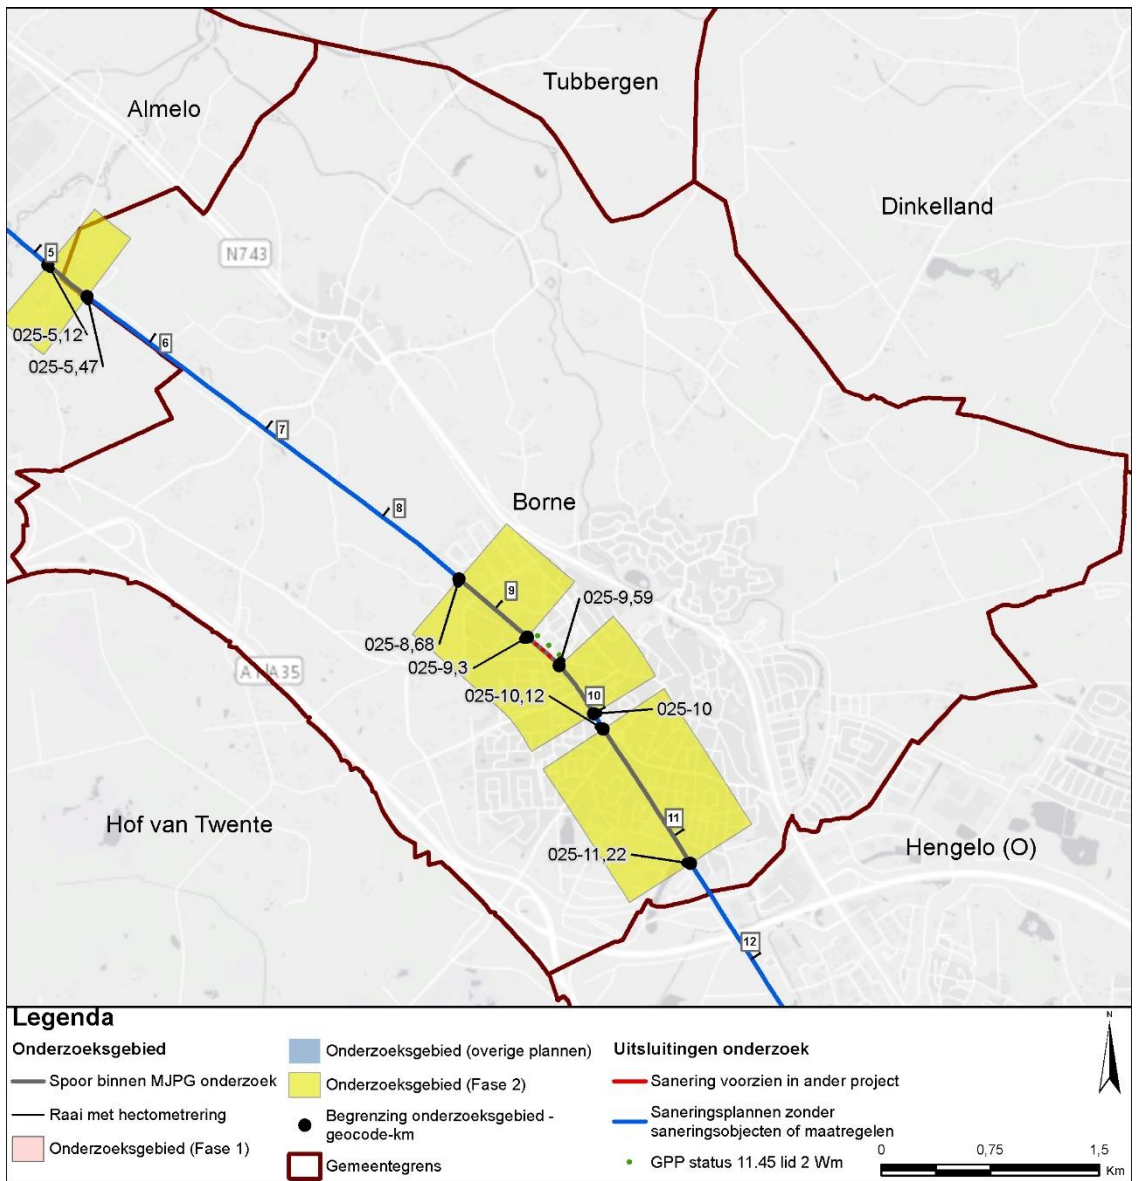 Tubbergen
Almelo
Dinkelland
N743
5
025-5,12
6
025-5,47
7
Borne
8
9
025-9,59
025-8,68
025-9,3
A1/A35
10
025-10,12
025-10
11
Hof van Twente
Hengelo (O)
025-11,22
12
Legenda
Onderzoeksgebied
Spoor binnen MJPG onderzoek
Raai met hectometrering
Onderzoeksgebied (Fase 1)
Onderzoeksgebied (overige plannen)
Onderzoeksgebied (Fase 2)
Begrenzing onderzoeksgebied -
geocode-km
Gemeentegrens
Uitsluitingen onderzoek
Sanering voorzien in ander project
Saneringsplannen zonder
saneringsobjecten of maatregelen
GPP status 11.45 lid 2 Wm
N
0 0,75 1,5
Km